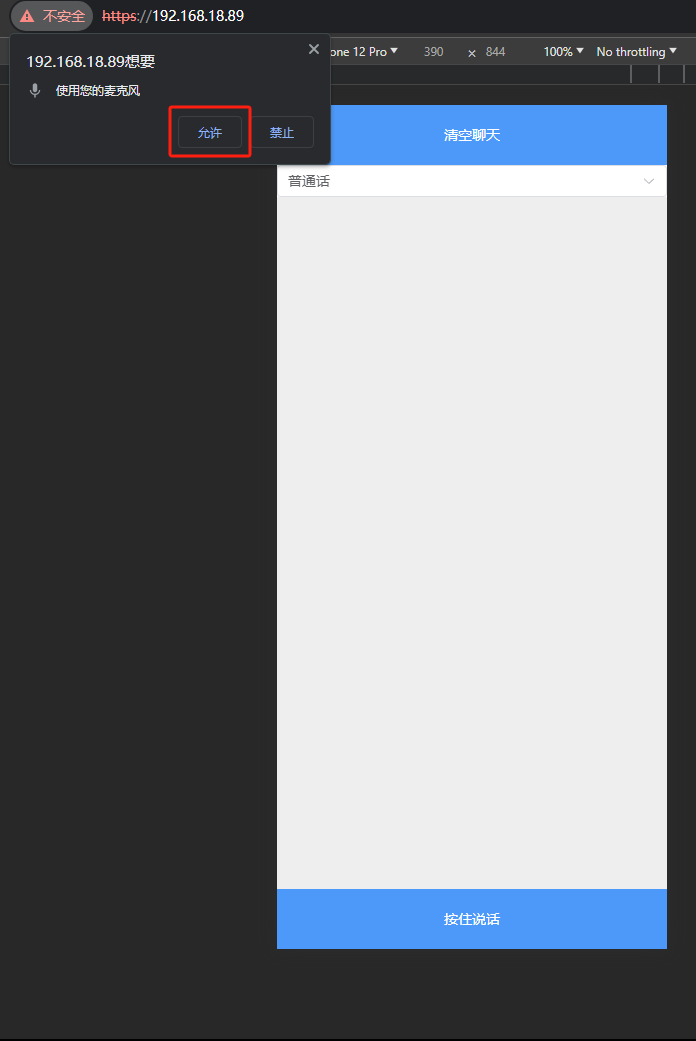 不安全 https://192.168.18.89
one 12 Pro 390 × 844 100% No throttling
192.168.18.89想要
使用您的麦克风
允许 禁止
清空聊天
普通话
按住说话